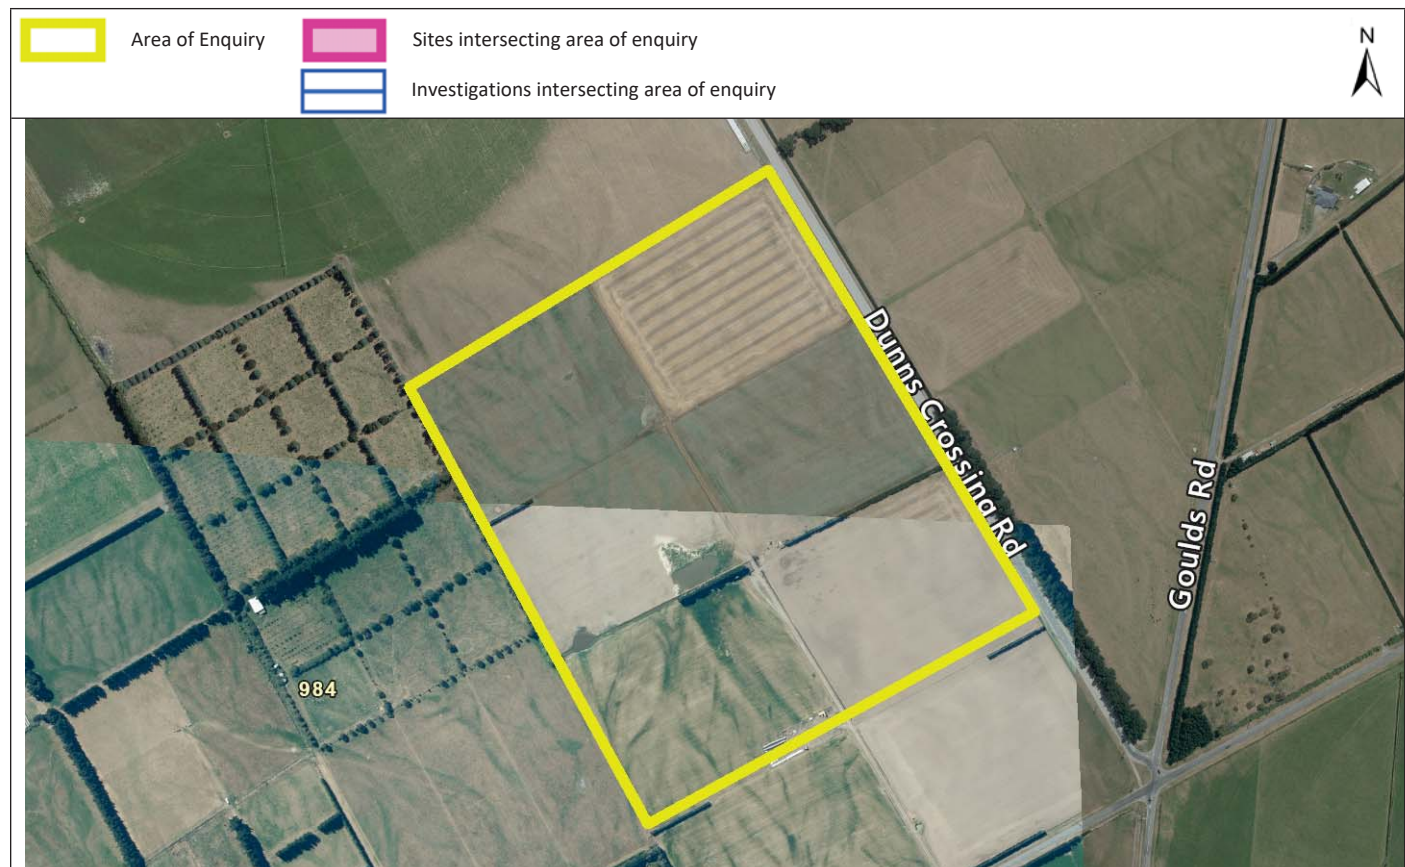 Area of Enquiry
Sites intersecting area of enquiry
N
Investigations intersecting area of enquiry
Dunns Crossing Rd
Goulds Rd
984